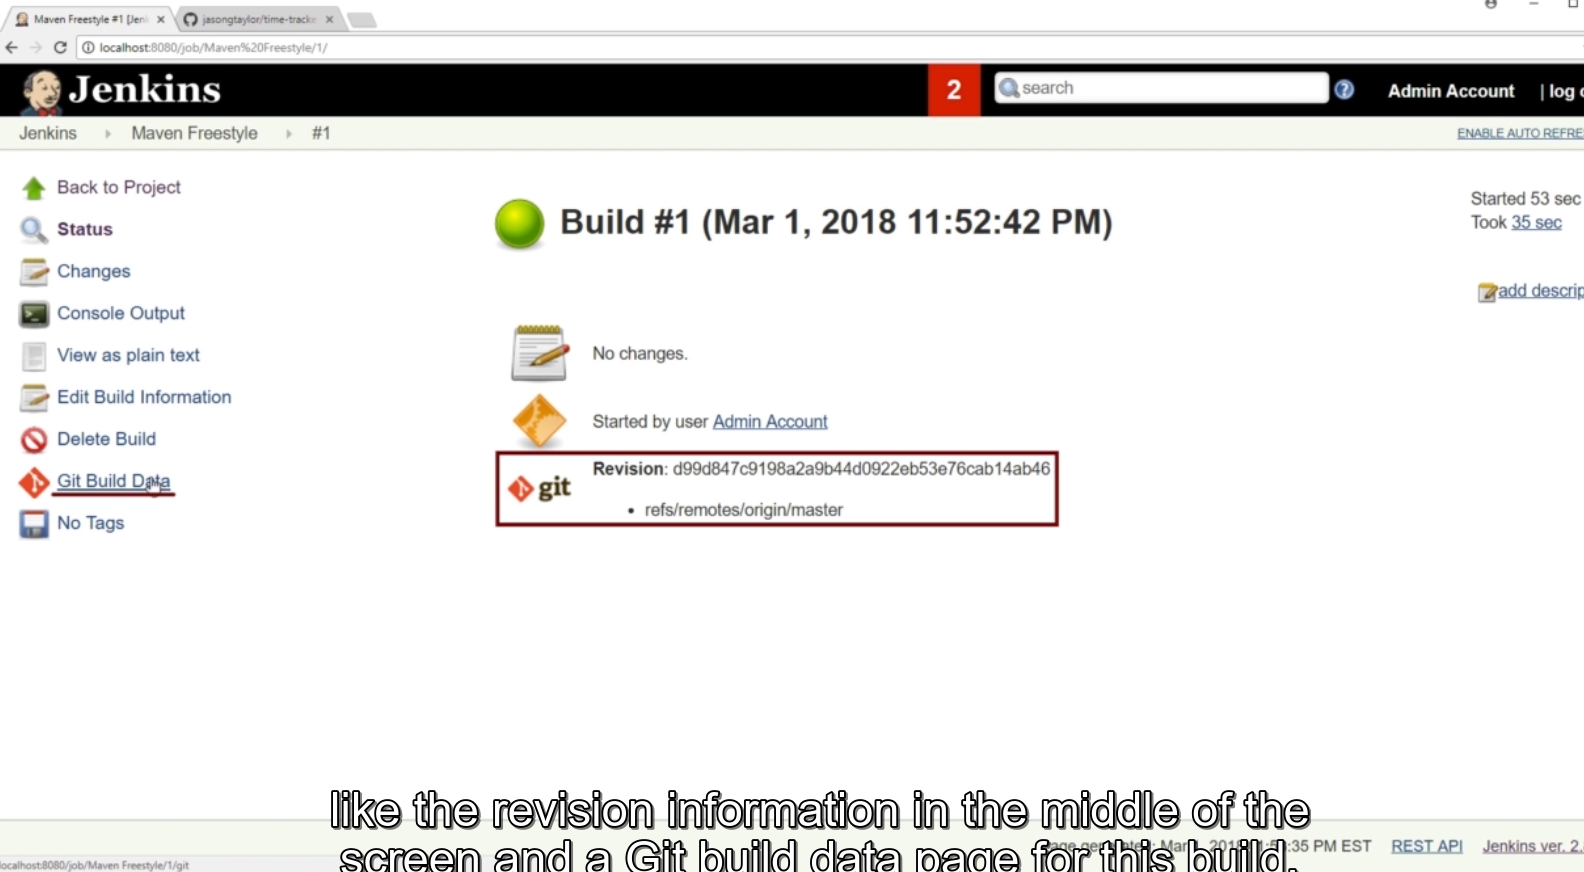 Maven Freestyle #1 [Jenk
jasongtaylor/time-tracke
localhost:8080/job/Maven%20Freestyle/1/
Jenkins
2
search
Admin Account
| log
Jenkins
Maven Freestyle
#1
ENABLE AUTO REFRE
Back to Project
Status
Changes
Console Output
View as plain text
Edit Build Information
Delete Build
Git Build Data
No Tags
Build #1 (Mar 1, 2018 11:52:42 PM)
Started 53 sec
Took 35 sec
add descrip
No changes.
Started by user Admin Account
git
Revision: d99d847c9198a2a9b44d0922eb53e76cab14ab46
• refs/remotes/origin/master
like the revision information in the middle of the
screen and a Git build data page for this build.
:35 PM EST
REST API
Jenkins ver. 2.
localhost:8080/job/Maven Freestyle/1/git